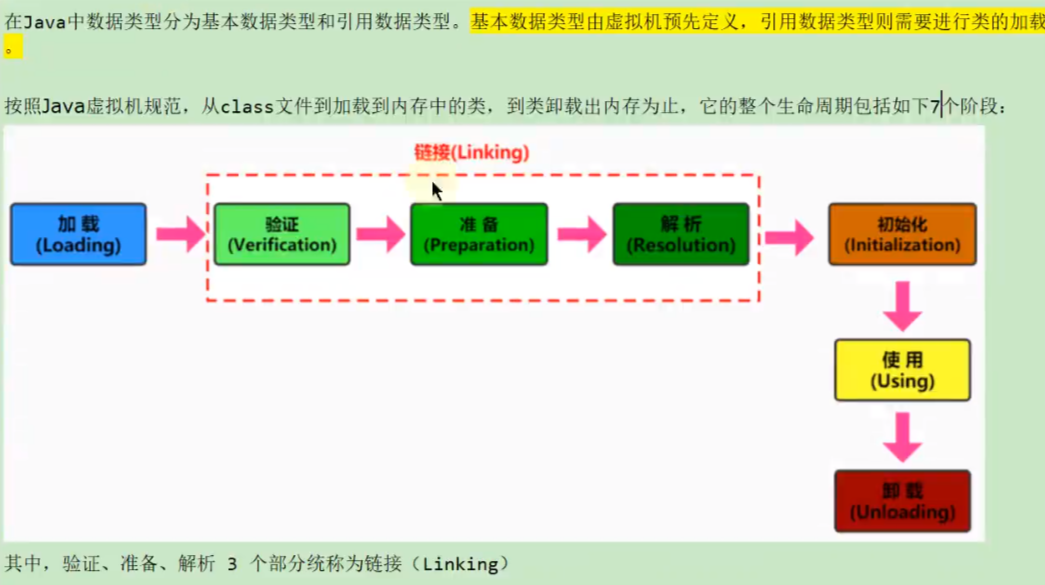 在Java中数据类型分为基本数据类型和引用数据类型。基本数据类型由虚拟机预先定义，引用数据类型则需要进行类的加载
。
按照Java虚拟机规范，从class文件到加载到内存中的类，到类卸载出内存为止，它的整个生命周期包括如下7个阶段：
链接(Linking)
加 载
(Loading)
验证
(Verification)
准 备
(Preparation)
解 析
(Resolution)
初始化
(Initialization)
使 用
(Using)
卸 载
(Unloading)
其中，验证、准备、解析 3 个部分统称为链接（Linking）